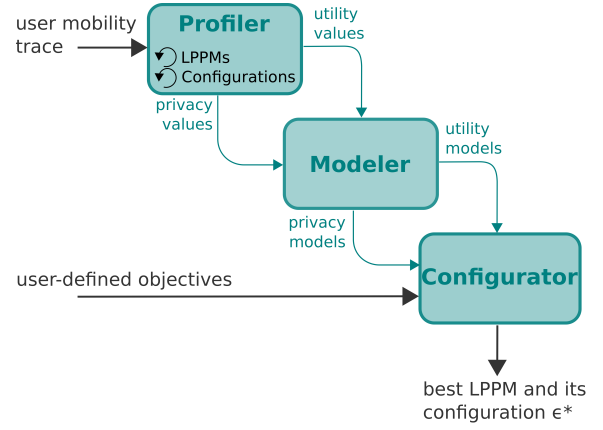 user mobility
trace
Profiler
LPPMs
Configurations
utility
values
privacy
values
Modeler
utility
models
privacy
models
user-defined objectives
Configurator
best LPPM and its
configuration ϵ*